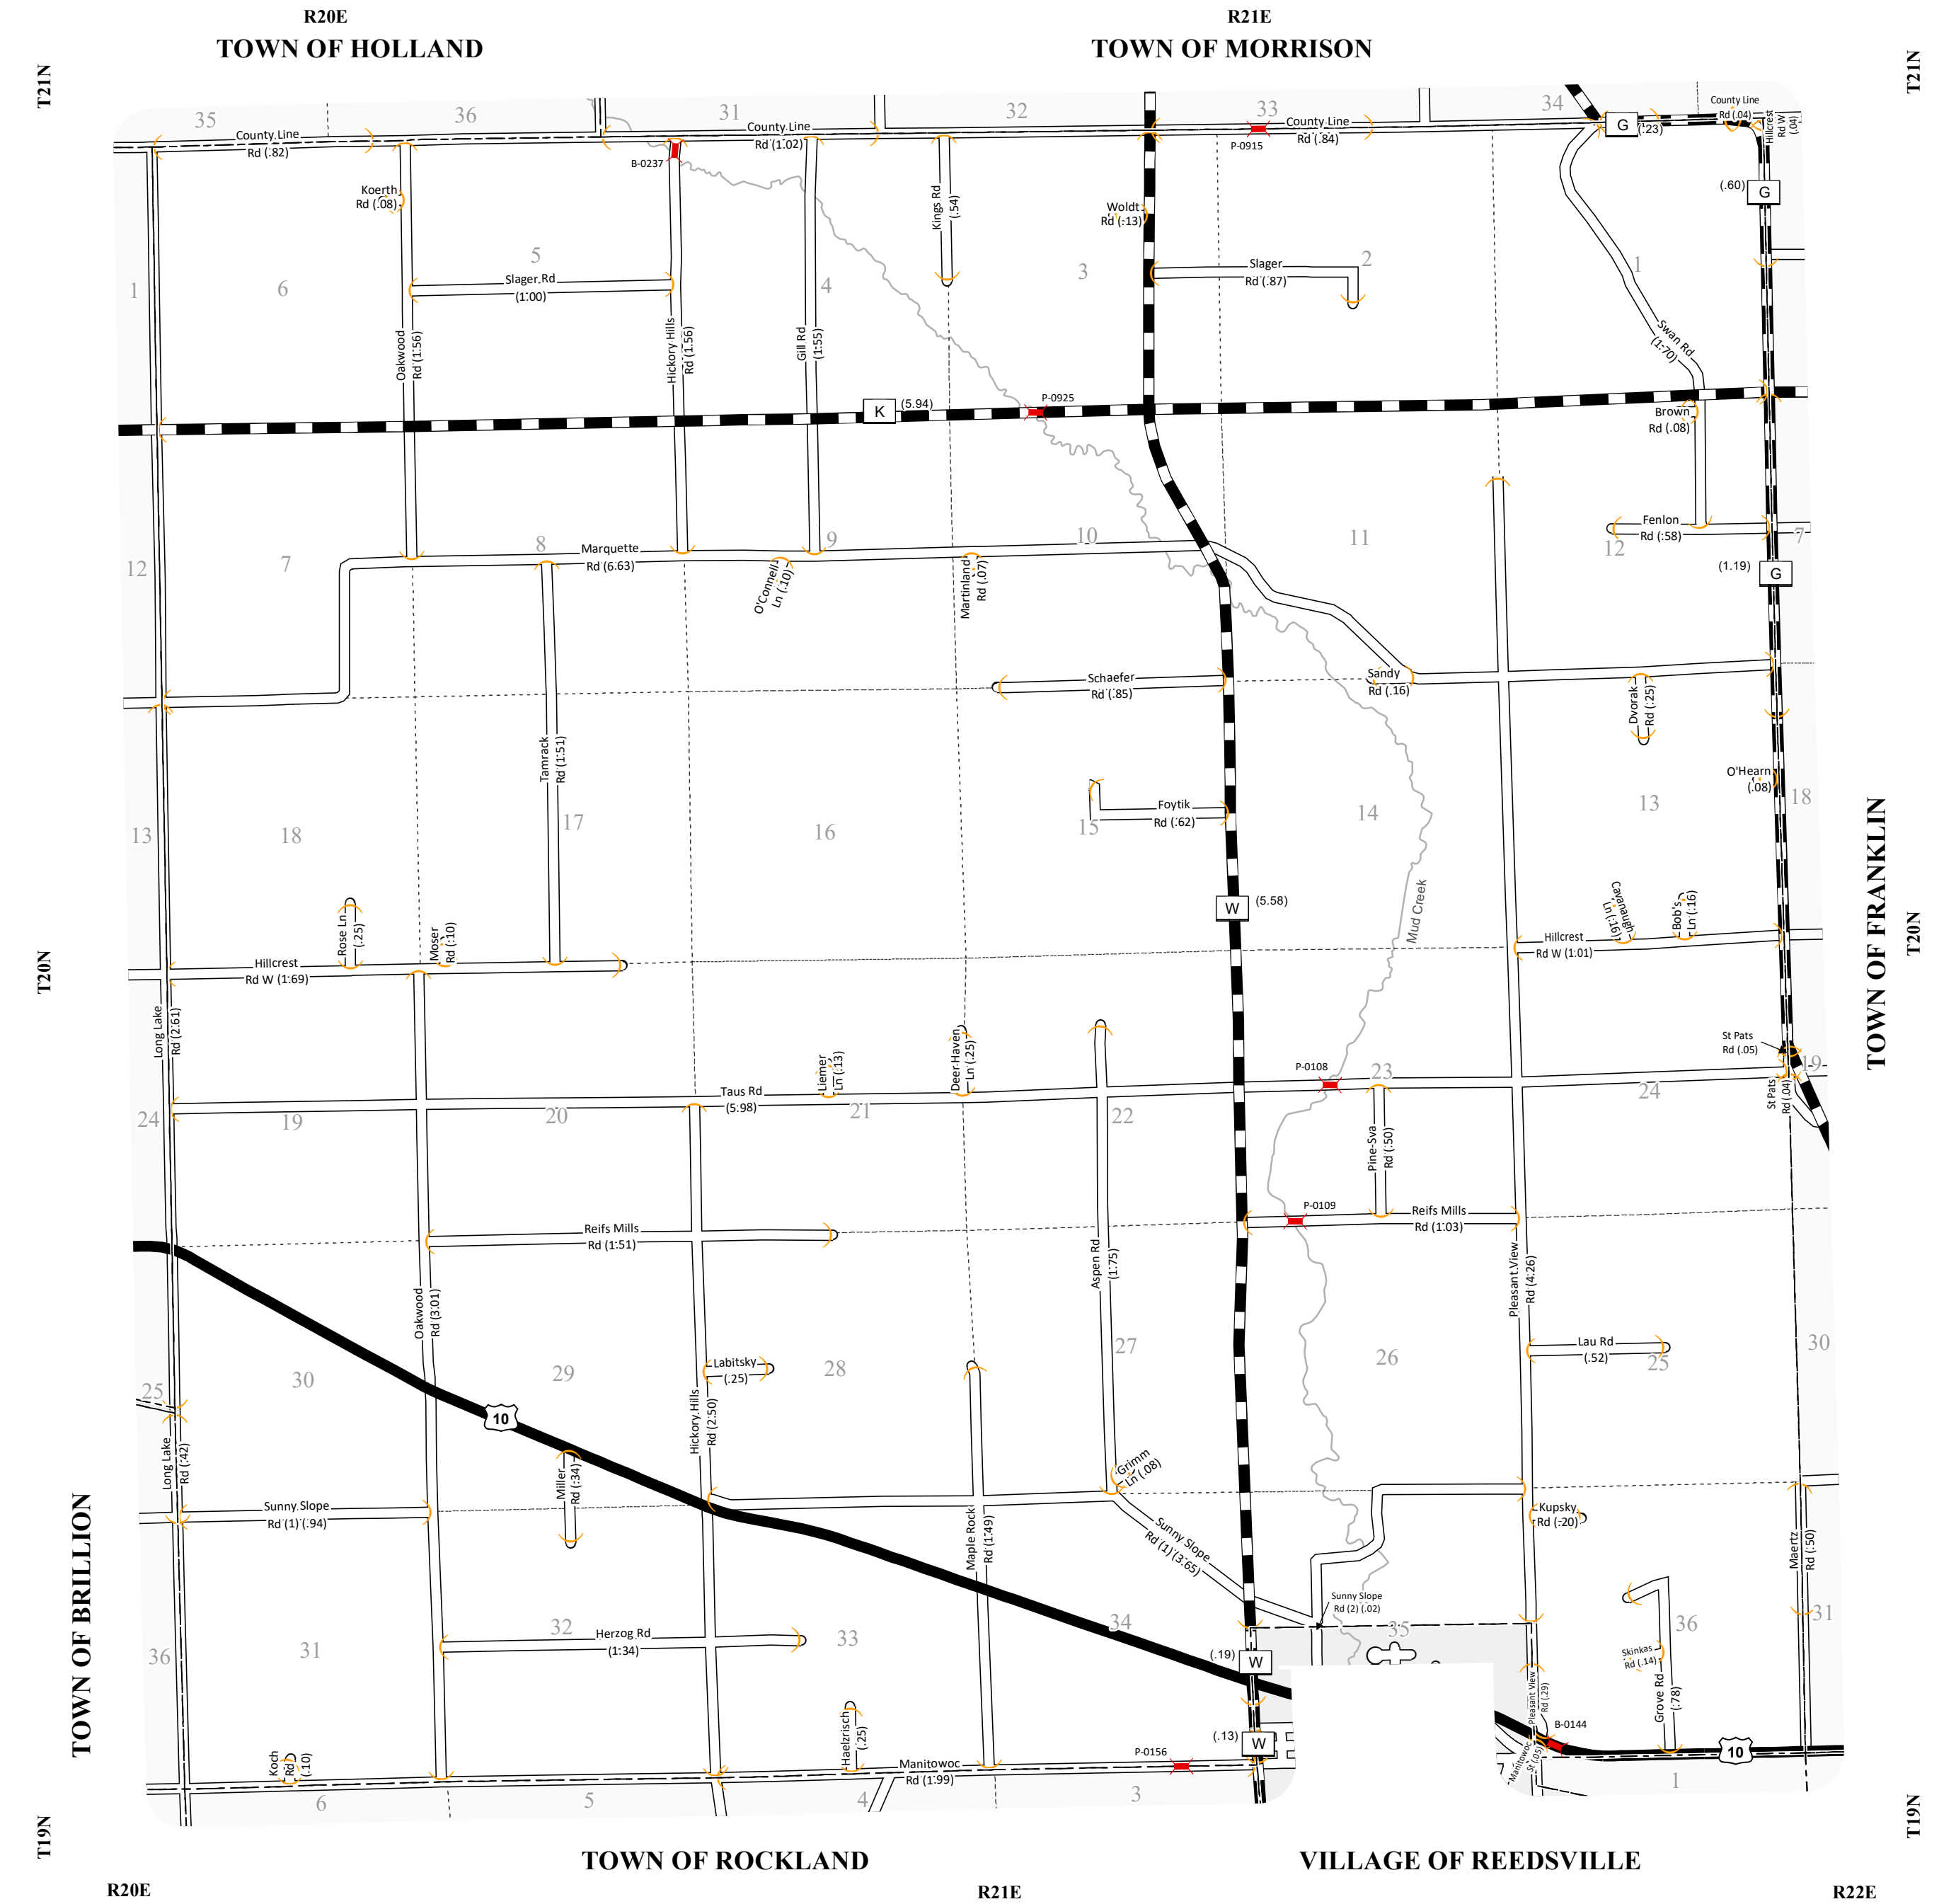 R20E
R21E
TOWN OF HOLLAND
TOWN OF MORRISON
T21N
T21N
35
36
31
32
33
34
County Line
Rd (.82)
County Line
Rd (1.02)
County Line
Rd (.84)
P-0915
G
(.23)
County Line
Rd (.04)
Hillcrest
Rd W
(.04)
B-0237
Koerth
Rd (.08)
Kings Rd
(.54)
Woldt
Rd (.13)
(.60)
G
1
6
5
4
3
2
1
Slager Rd
(1.00)
Slager
Rd (.87)
Oakwood
Rd (1.56)
Hickory Hills
Rd (1.56)
Gill Rd
(1.55)
Swan Rd
(1.70)
K
(5.94)
P-0925
Brown
Rd (.08)
12
7
8
9
10
11
12
7
Marquette
Rd (6.63)
O'Connell
Ln (.10)
Martinland
Rd (.07)
Fenlon
Rd (.58)
(1.19)
G
Schaefer
Rd (.85)
Sandy
Rd (.16)
Dvorak
Rd (.25)
Tamrack
Rd (1.51)
O'Hearn
(.08)
Foytik
Rd (.62)
13
18
17
16
15
14
13
18
W
(5.58)
Mud Creek
Rose Ln
(.25)
Moser
Rd (.10)
Hillcrest
Rd W (1.69)
Cavanaugh
Ln (.16)
Bob's
Ln (.16)
Hillcrest
Rd W (1.01)
TOWN OF FRANKLIN
T20N
T20N
Long Lake
Rd (2.61)
Liemer
Ln (.13)
Deer Haven
Ln (.25)
Taus Rd
(5.98)
P-0108
St Pats
Rd (.05)
St Pats
Rd (.04)
24
19
20
21
22
23
24
19
Pine-Sva
Rd (.50)
P-0109
Reifs Mills
Rd (1.51)
Reifs Mills
Rd (1.03)
Aspen Rd
(1.75)
Oakwood
Rd (3.01)
Pleasant View
Rd (4.26)
Lau Rd
(.52)
Labitsky
(.25)
25
30
29
28
27
26
25
30
10
Hickory Hills
Rd (2.50)
Long Lake
Rd (.42)
Miller
Rd (.34)
Grimm
Ln (.08)
Sunny Slope
Rd (1) (.94)
Maple Rock
Rd (1.49)
Sunny Slope
Rd (1) (3.65)
Kupsky
Rd (.20)
Maertz
Rd (.50)
Sunny Slope
Rd (2) (.02)
TOWN OF BRILLION
36
31
32
33
34
35
36
31
Herzog Rd
(1.34)
(.19)
W
Skinkas
Rd (.14)
Grove Rd
(.78)
Pleasant View
Rd (.29)
Haelzrisch
(.25)
Koch
Rd
(.10)
Manitowoc
Rd (1.99)
P-0156
(.13)
W
B-0144
Manitowoc
St (.05)
10
6
5
4
3
1
T19N
T19N
TOWN OF ROCKLAND
VILLAGE OF REEDSVILLE
R20E
R21E
R22E